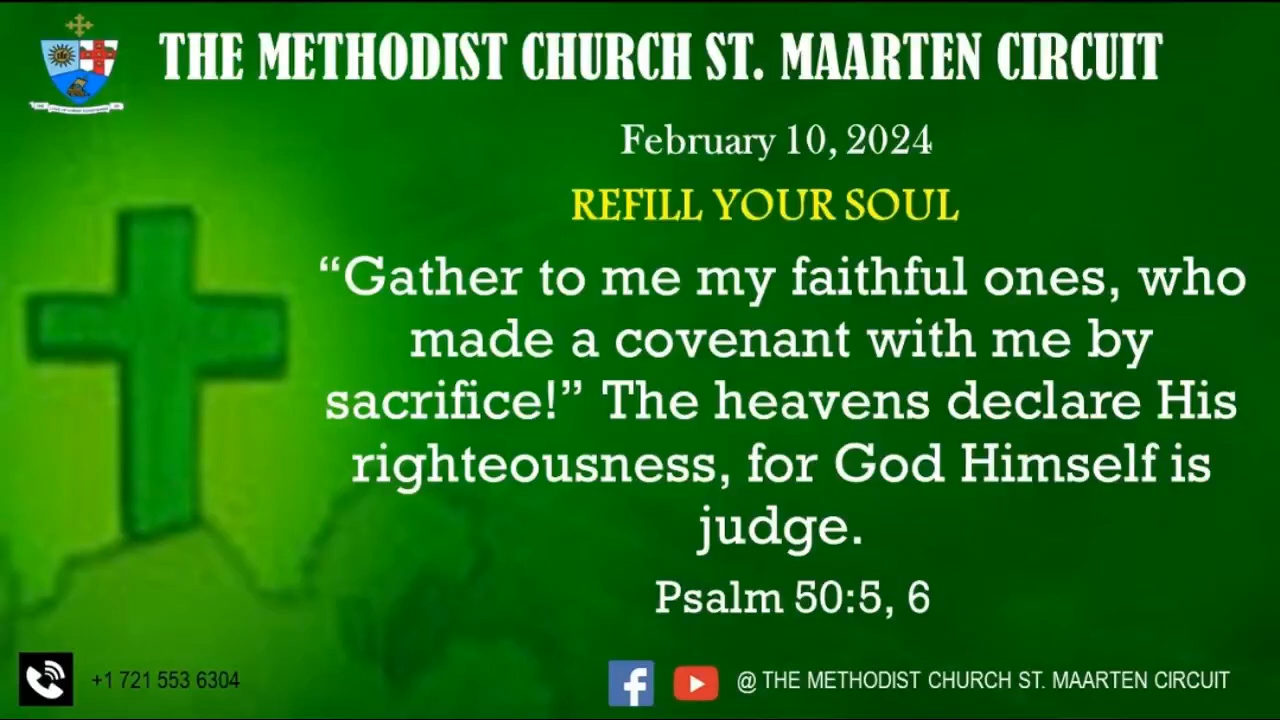 THE METHODIST CHURCH ST. MAARTEN CIRCUIT
February 10, 2024
REFILL YOUR SOUL
“Gather to me my faithful ones, who
made a covenant with me by
sacrifice!” The heavens declare His
righteousness, for God Himself is
judge.
Psalm 50:5, 6
+1 721 553 6304
@ THE METHODIST CHURCH ST. MAARTEN CIRCUIT